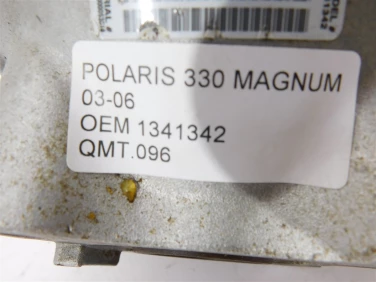 POLARIS 330 MAGNUM
03-06
OEM 1341342
QMT.096